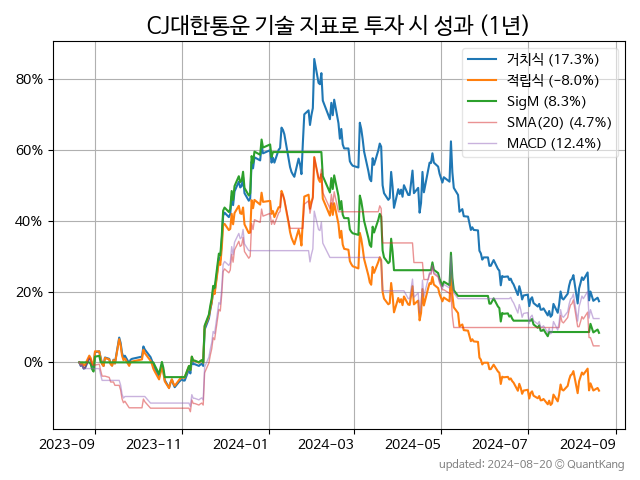 CJ대한통운 기술 지표로 투자 시 성과 (1년)
거치식 (17.3%)
적립식 (-8.0%)
SigM (8.3%)
SMA(20) (4.7%)
MACD (12.4%)
80%
60%
40%
20%
0%
2023-09 2023-11 2024-01 2024-03 2024-05 2024-07 2024-09
updated: 2024-08-20 @ QuantKang